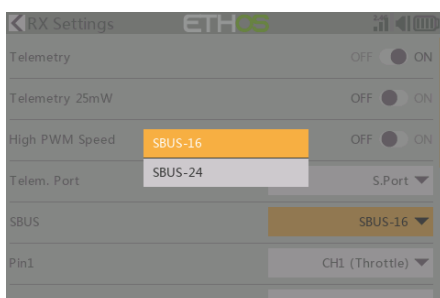 RX Settings ETHOS
Telemetry OFF ON
Telemetry 25mW OFF ON
High PWM Speed OFF ON
SBUS-16
SBUS-24
Telem. Port S.Port
SBUS SBUS-16
Pin1 CH1 (Throttle)